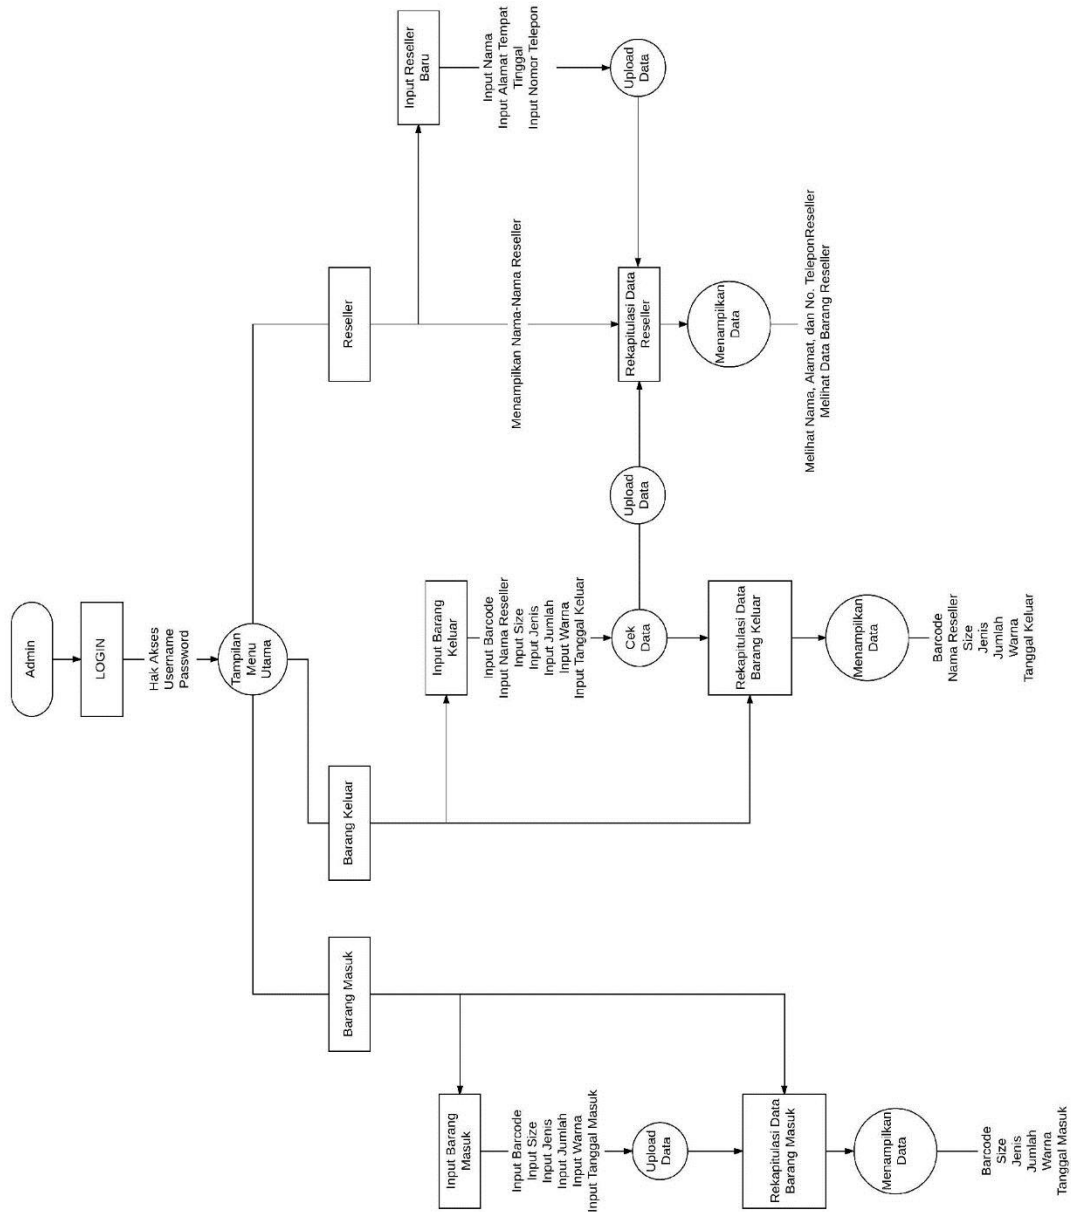 Admin
LOGIN
Hak Akses
Username
Password
Tampilan
Menu
Utama
Barang Masuk
Barang Keluar
Reseller
Input Barang
Masuk
Input Barcode
Input Size
Input Jenis
Input Jumlah
Input Warna
Input Tanggal Masuk
Upload
Data
Rekapitulasi Data
Barang Masuk
Menampilkan
Data
Barcode
Size
Jenis
Jumlah
Warna
Tanggal Masuk
Input Barang
Keluar
Input Barcode
Input Nama Reseller
Input Size
Input Jenis
Input Jumlah
Input Warna
Input Tanggal Keluar
Cek
Data
Upload
Data
Rekapitulasi Data
Barang Keluar
Menampilkan
Data
Barcode
Nama Reseller
Size
Jenis
Jumlah
Warna
Tanggal Keluar
Input Reseller
Baru
Input Nama
Input Alamat Tempat
Tinggal
Input Nomor Telepon
Upload
Data
Menampilkan Nama-Nama Reseller
Rekapitulasi Data
Reseller
Menampilkan
Data
Melihat Nama, Alamat, dan No. TeleponReseller
Melihat Data Barang Reseller